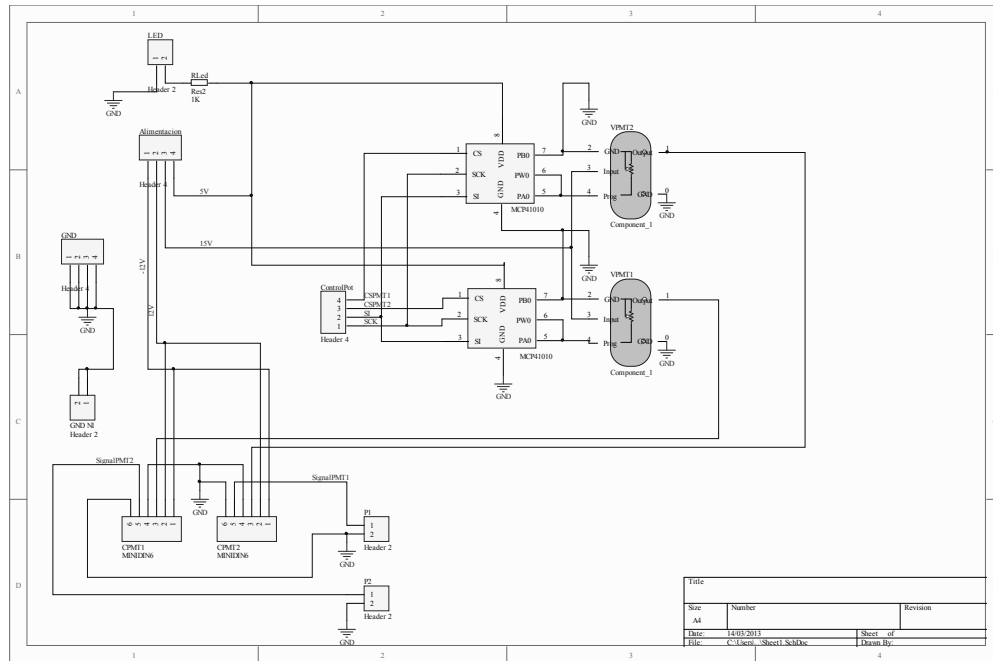 1 2 3 4
A
B
C
D
LED
1 2
Header 2
GND
RLed
Res2
1K
Alimentacion
1 2 3 4
Header 4
5V
15V
-12V
12V
GND
1 2 3 4
Header 4
GND
2 1
GND NI
Header 2
ControlPot
4 CSPMT1
3 CSPMT2
2 SI
1 SCK
Header 4
1 CS
2 SCK
3 SI
8
VDD
GND
4
PB0 7
PW0 6
PA0 5
MCP41010
GND
VPMT2
2 GND
3 Input
4 Prog
Output 1
GND 0
GND
Component_1
GND
1 CS
2 SCK
3 SI
8
VDD
GND
4
PB0 7
PW0 6
PA0 5
MCP41010
GND
VPMT1
2 GND
3 Input
4 Prog
Output 1
GND 0
GND
Component_1
SignalPMT2
SignalPMT1
GND
6 5 4 3 2 1
CPMT1
MINIDIN6
6 5 4 3 2 1
CPMT2
MINIDIN6
P1
1
2
Header 2
GND
P2
1
2
Header 2
GND
Title
Size
A4
Number
Revision
Date: 14/03/2013
Sheet of
File: C:\Users\..\Sheet1.SchDoc
Drawn By:
A
B
C
D
1 2 3 4